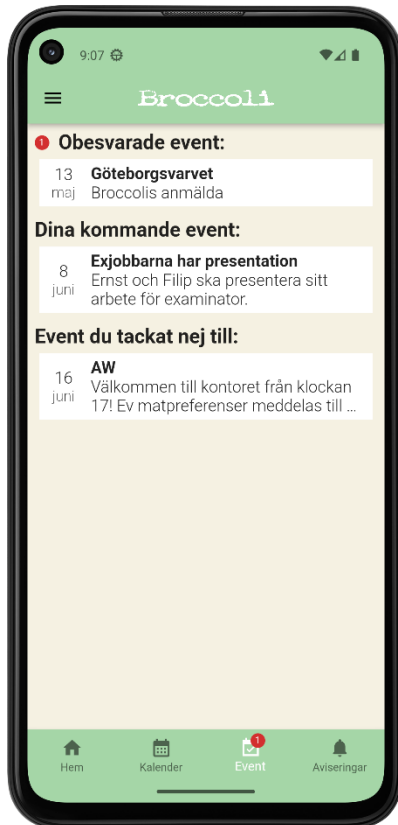 9:07
Broccoli
1 Obesvarade event:
13 maj
Göteborgsvarvet
Broccolis anmälda
Dina kommande event:
8 juni
Exjobbarna har presentation
Ernst och Filip ska presentera sitt
arbete för examinator.
Event du tackat nej till:
16 juni
AW
Välkommen till kontoret från klockan
17! Ev matpreferenser meddelas till ...
1
Hem Kalender Event Aviseringar